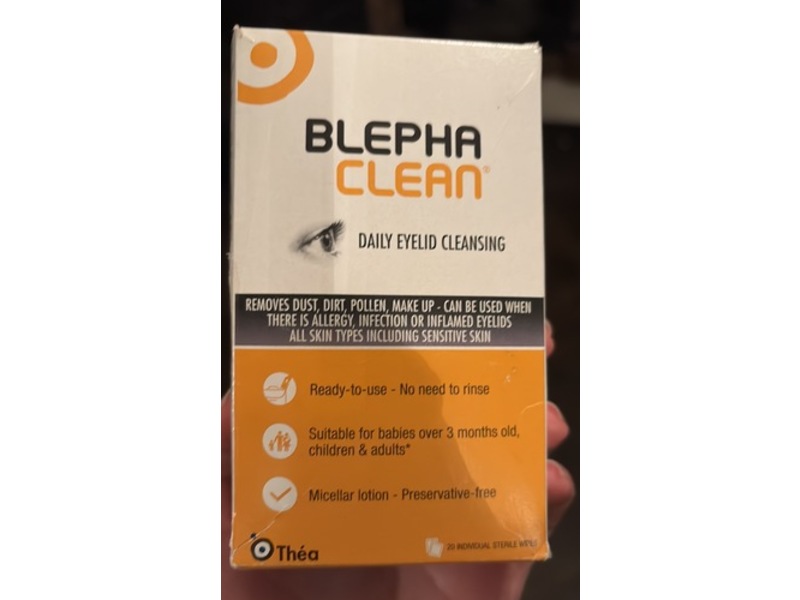 BLEPHA
CLEAN®
DAILY EYELID CLEANSING
REMOVES DUST, DIRT, POLLEN, MAKE UP - CAN BE USED WHEN
THERE IS ALLERGY, INFECTION OR INFLAMED EYELIDS
ALL SKIN TYPES INCLUDING SENSITIVE SKIN
Ready-to-use - No need to rinse
Suitable for babies over 3 months old,
children & adults*
Micellar lotion - Preservative-free
Théa
20 INDIVIDUAL STERILE WIPES